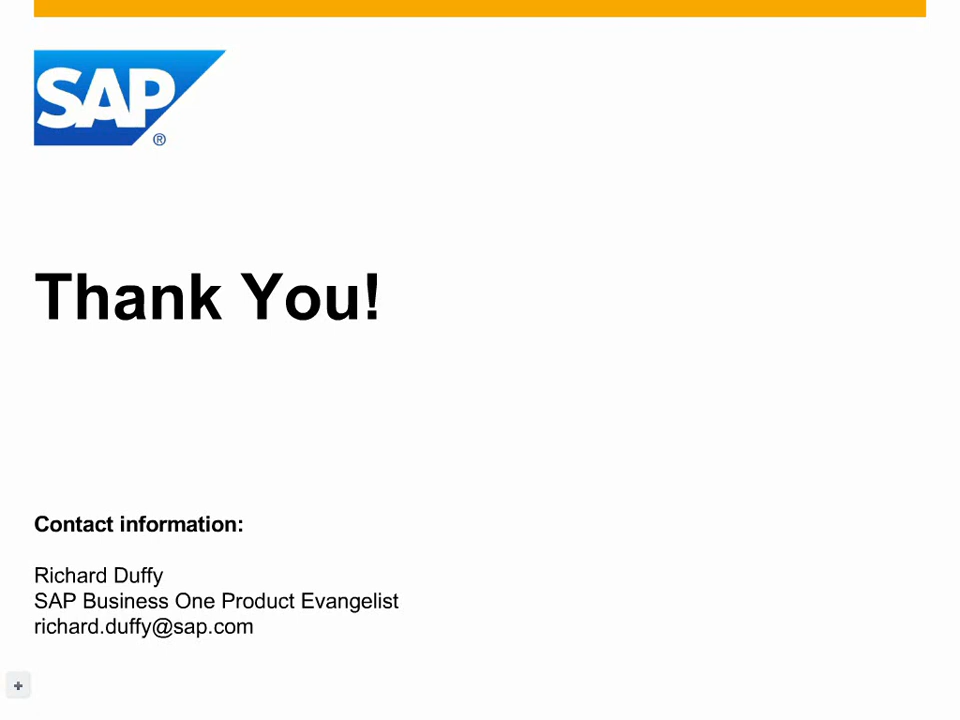 SAP ®
Thank You!
Contact information:
Richard Duffy
SAP Business One Product Evangelist
richard.duffy@sap.com